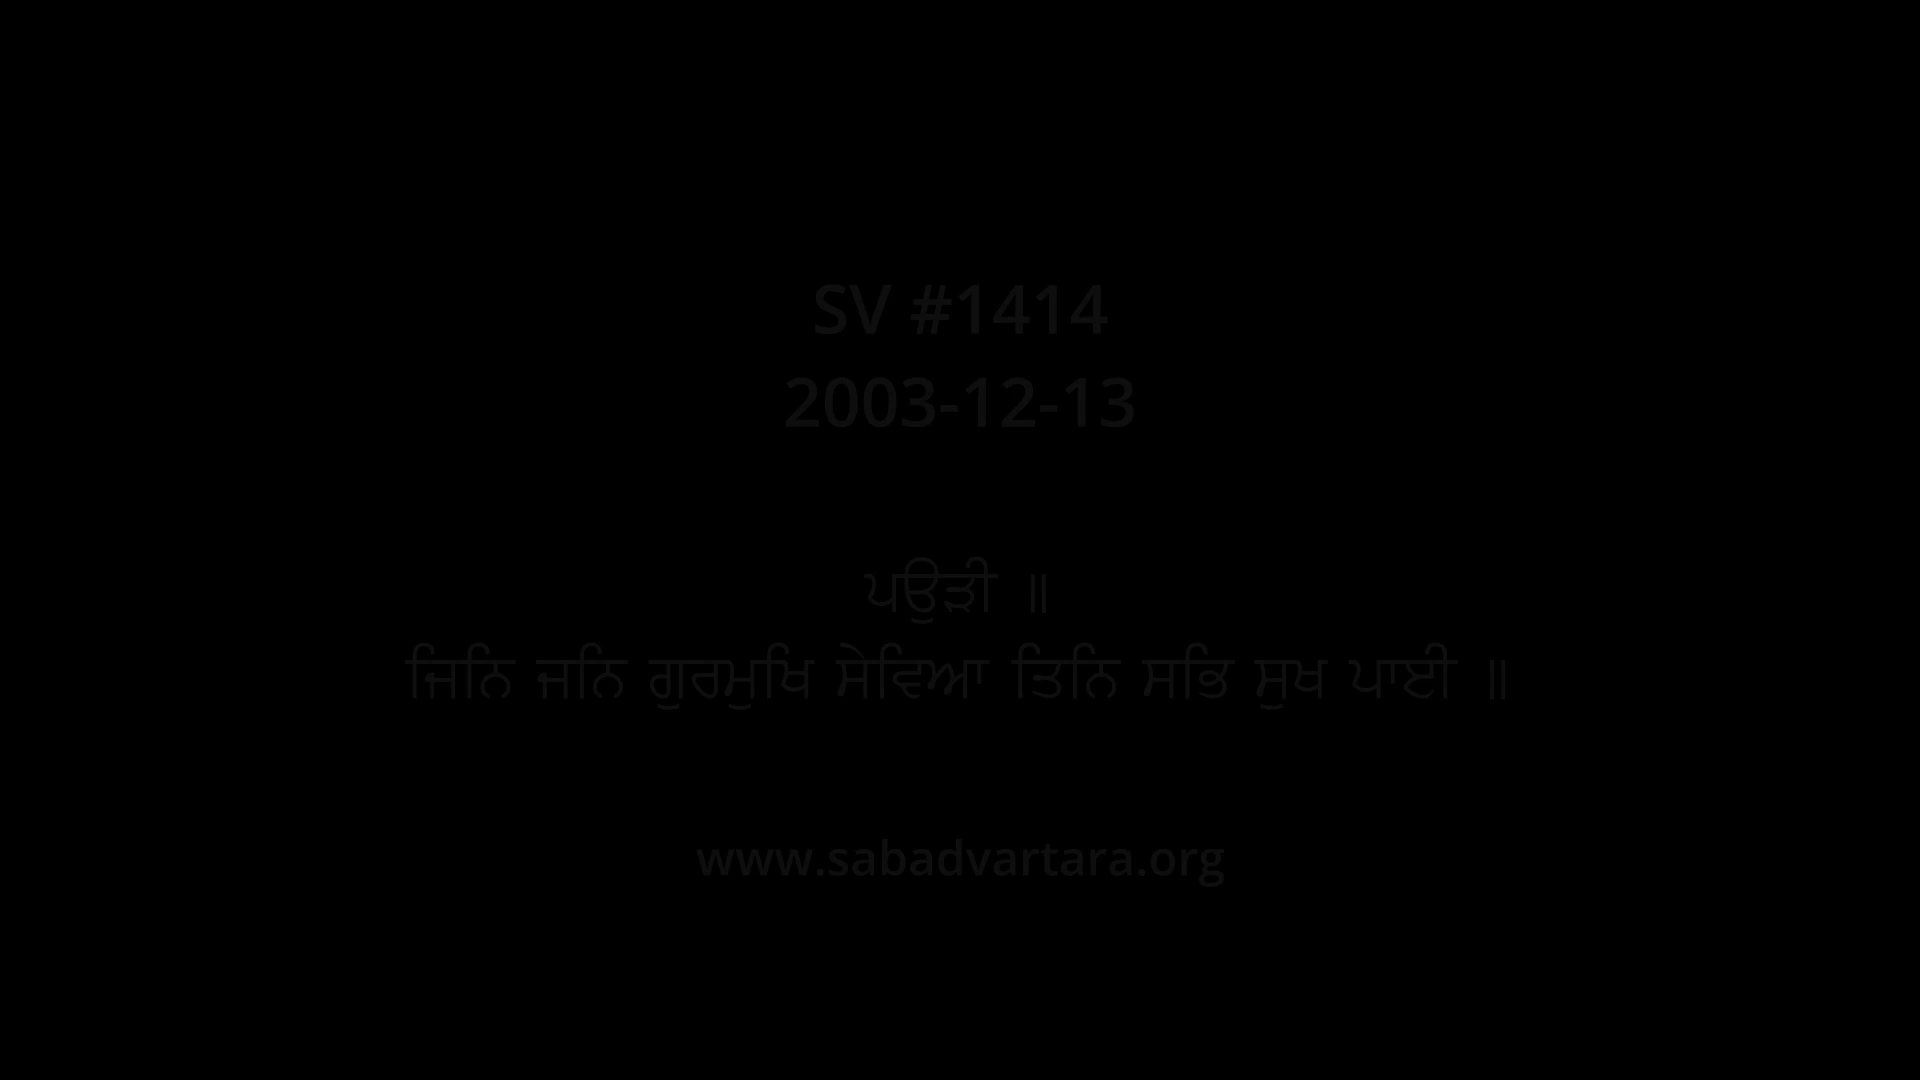 SV #1414
2003-12-13
ਪਉੜੀ ॥
ਜਿਨਿ ਜਨਿ ਗੁਰਮੁਖਿ ਸੇਵਿਆ ਤਿਨਿ ਸਭਿ ਸੁਖ ਪਾਈ ॥
www.sabadvartara.org